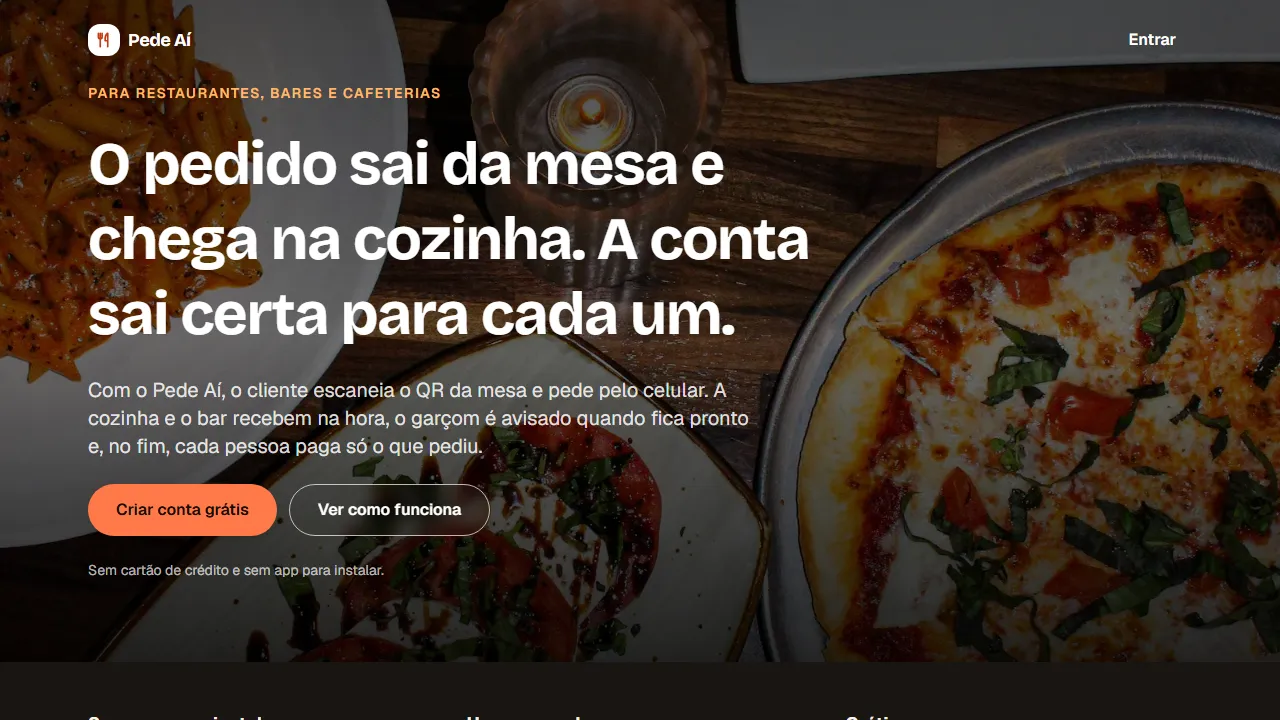 Pede Aí
Entrar
PARA RESTAURANTES, BARES E CAFETERIAS
O pedido sai da mesa e
chega na cozinha. A conta
sai certa para cada um.
Com o Pede Aí, o cliente escaneia o QR da mesa e pede pelo celular. A
cozinha e o bar recebem na hora, o garçom é avisado quando fica pronto
e, no fim, cada pessoa paga só o que pediu.
Criar conta grátis
Ver como funciona
Sem cartão de crédito e sem app para instalar.